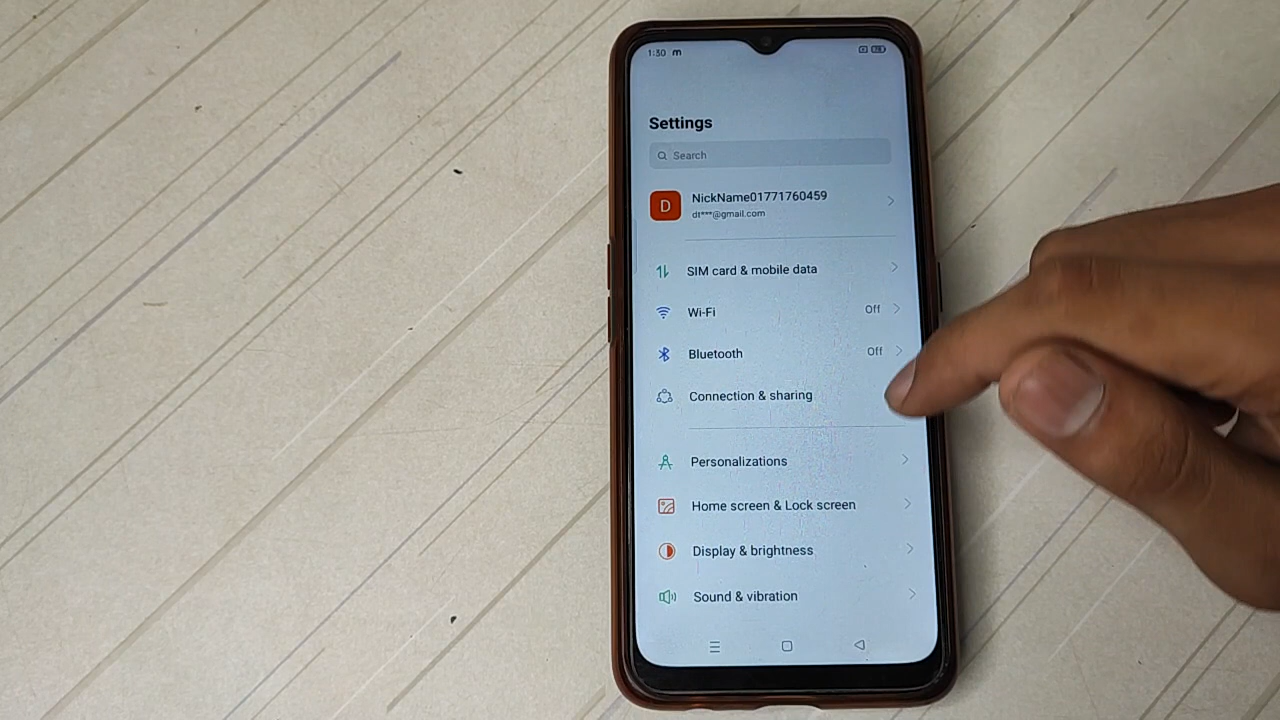 1:30 m
Settings
Search
D
NickName01771760459
dt***@gmail.com
SIM card & mobile data
Wi-Fi Off
Bluetooth Off
Connection & sharing
Personalizations
Home screen & Lock screen
Display & brightness
Sound & vibration